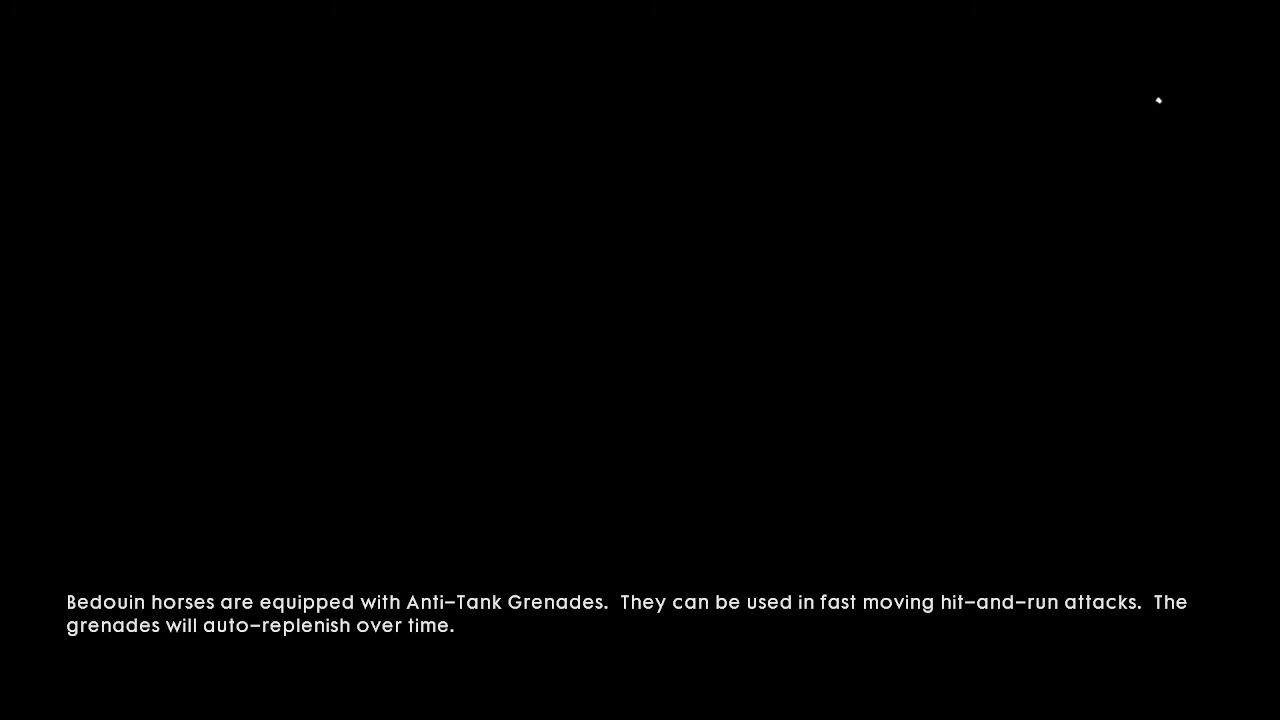 Bedouin horses are equipped with Anti-Tank Grenades.  They can be used in fast moving hit-and-run attacks.  The
grenades will auto-replenish over time.